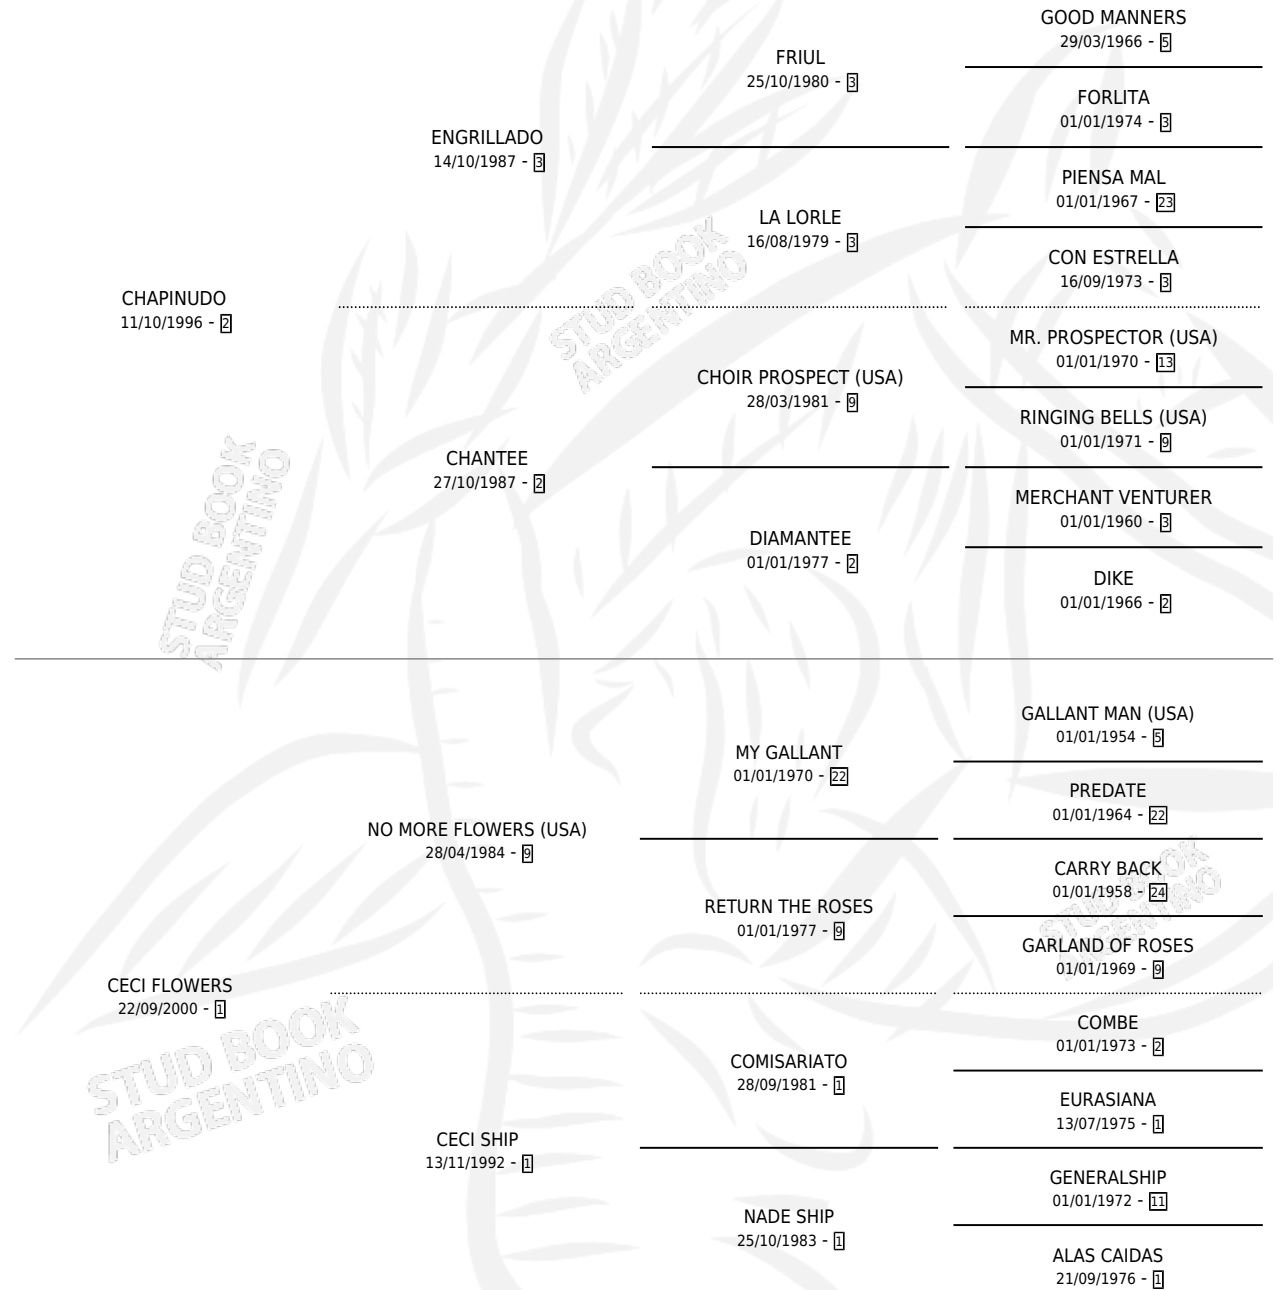 GOOD MANNERS
29/03/1966 - 5
FRIUL
25/10/1980 - 3
FORLITA
01/01/1974 - 3
ENGRILLADO
14/10/1987 - 3
PIENSA MAL
01/01/1967 - 23
LA LORLE
16/08/1979 - 3
CON ESTRELLA
16/09/1973 - 3
CHAPINUDO
11/10/1996 - 2
MR. PROSPECTOR (USA)
01/01/1970 - 13
CHOIR PROSPECT (USA)
28/03/1981 - 9
RINGING BELLS (USA)
01/01/1971 - 9
CHANTEE
27/10/1987 - 2
MERCHANT VENTURER
01/01/1960 - 3
DIAMANTEE
01/01/1977 - 2
DIKE
01/01/1966 - 2
STUD BOOK
ARGENTINO
STUD BOOK
ARGENTINO
GALLANT MAN (USA)
01/01/1954 - 5
MY GALLANT
01/01/1970 - 22
PREDATE
01/01/1964 - 22
NO MORE FLOWERS (USA)
28/04/1984 - 9
CARRY BACK
01/01/1958 - 24
RETURN THE ROSES
01/01/1977 - 9
GARLAND OF ROSES
01/01/1969 - 9
STUD BOOK
ARGENTINO
CECI FLOWERS
22/09/2000 - 1
COMBE
01/01/1973 - 2
COMISARIATO
28/09/1981 - 1
EURASIANA
13/07/1975 - 1
CECI SHIP
13/11/1992 - 1
GENERALSHIP
01/01/1972 - 11
NADE SHIP
25/10/1983 - 1
ALAS CAIDAS
21/09/1976 - 1
STUD BOOK
ARGENTINO